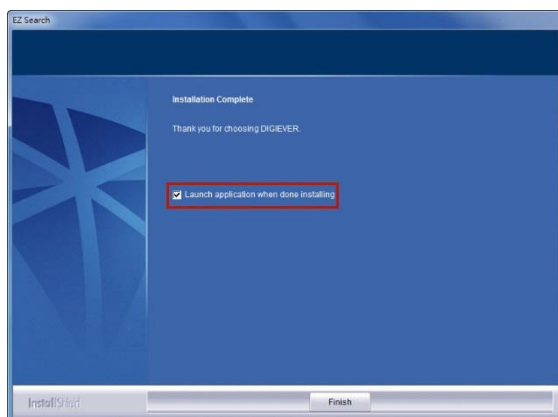 EZ Search
Installation Complete
Thank you for choosing DIGIEVER.
Launch application when done installing
InstallShield
Finish